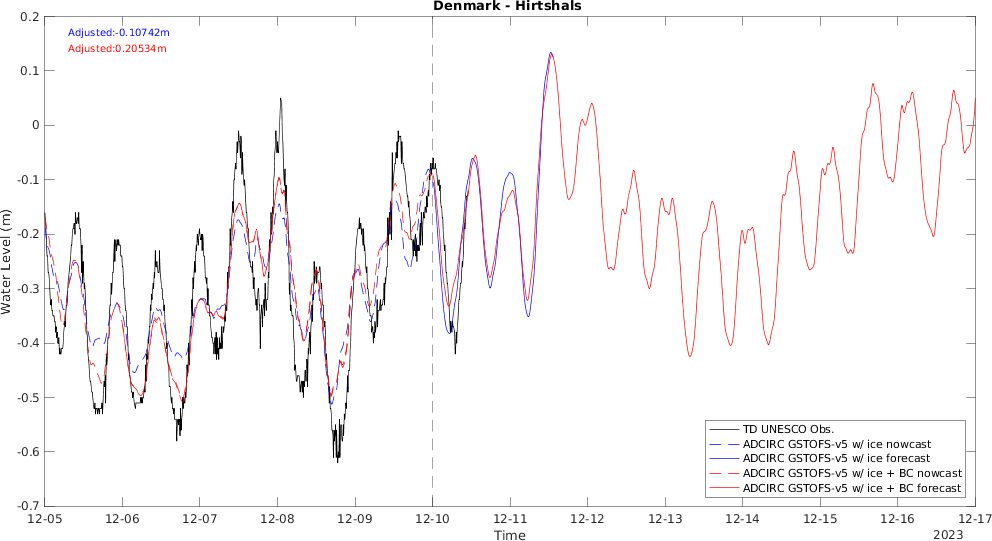 Denmark - Hirtshals
Adjusted:-0.10742m
Adjusted:0.20534m
0.2
0.1
0
-0.1
-0.2
-0.3
-0.4
-0.5
-0.6
-0.7
Water Level (m)
TD UNESCO Obs.
ADCIRC GSTOFS-v5 w/ ice nowcast
ADCIRC GSTOFS-v5 w/ ice forecast
ADCIRC GSTOFS-v5 w/ ice + BC nowcast
ADCIRC GSTOFS-v5 w/ ice + BC forecast
12-05 12-06 12-07 12-08 12-09 12-10 12-11 12-12 12-13 12-14 12-15 12-16 12-17
Time
2023